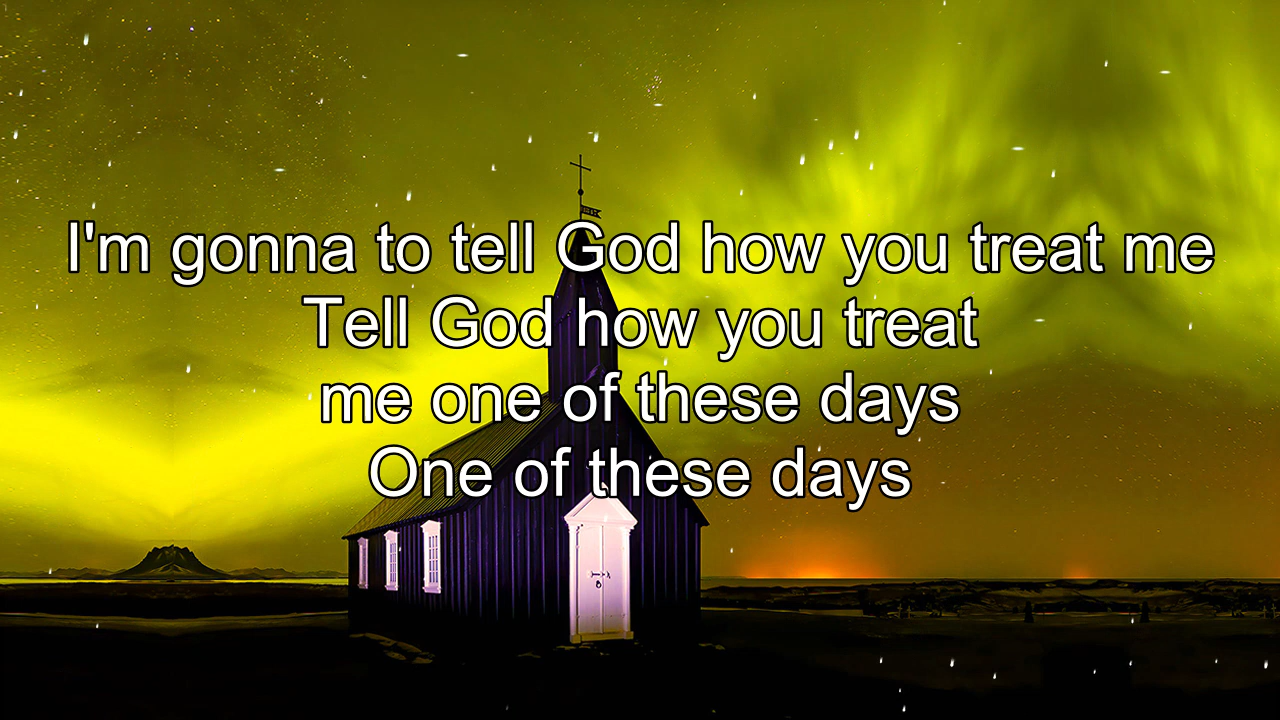 I'm gonna to tell God how you treat me
Tell God how you treat
me one of these days
One of these days